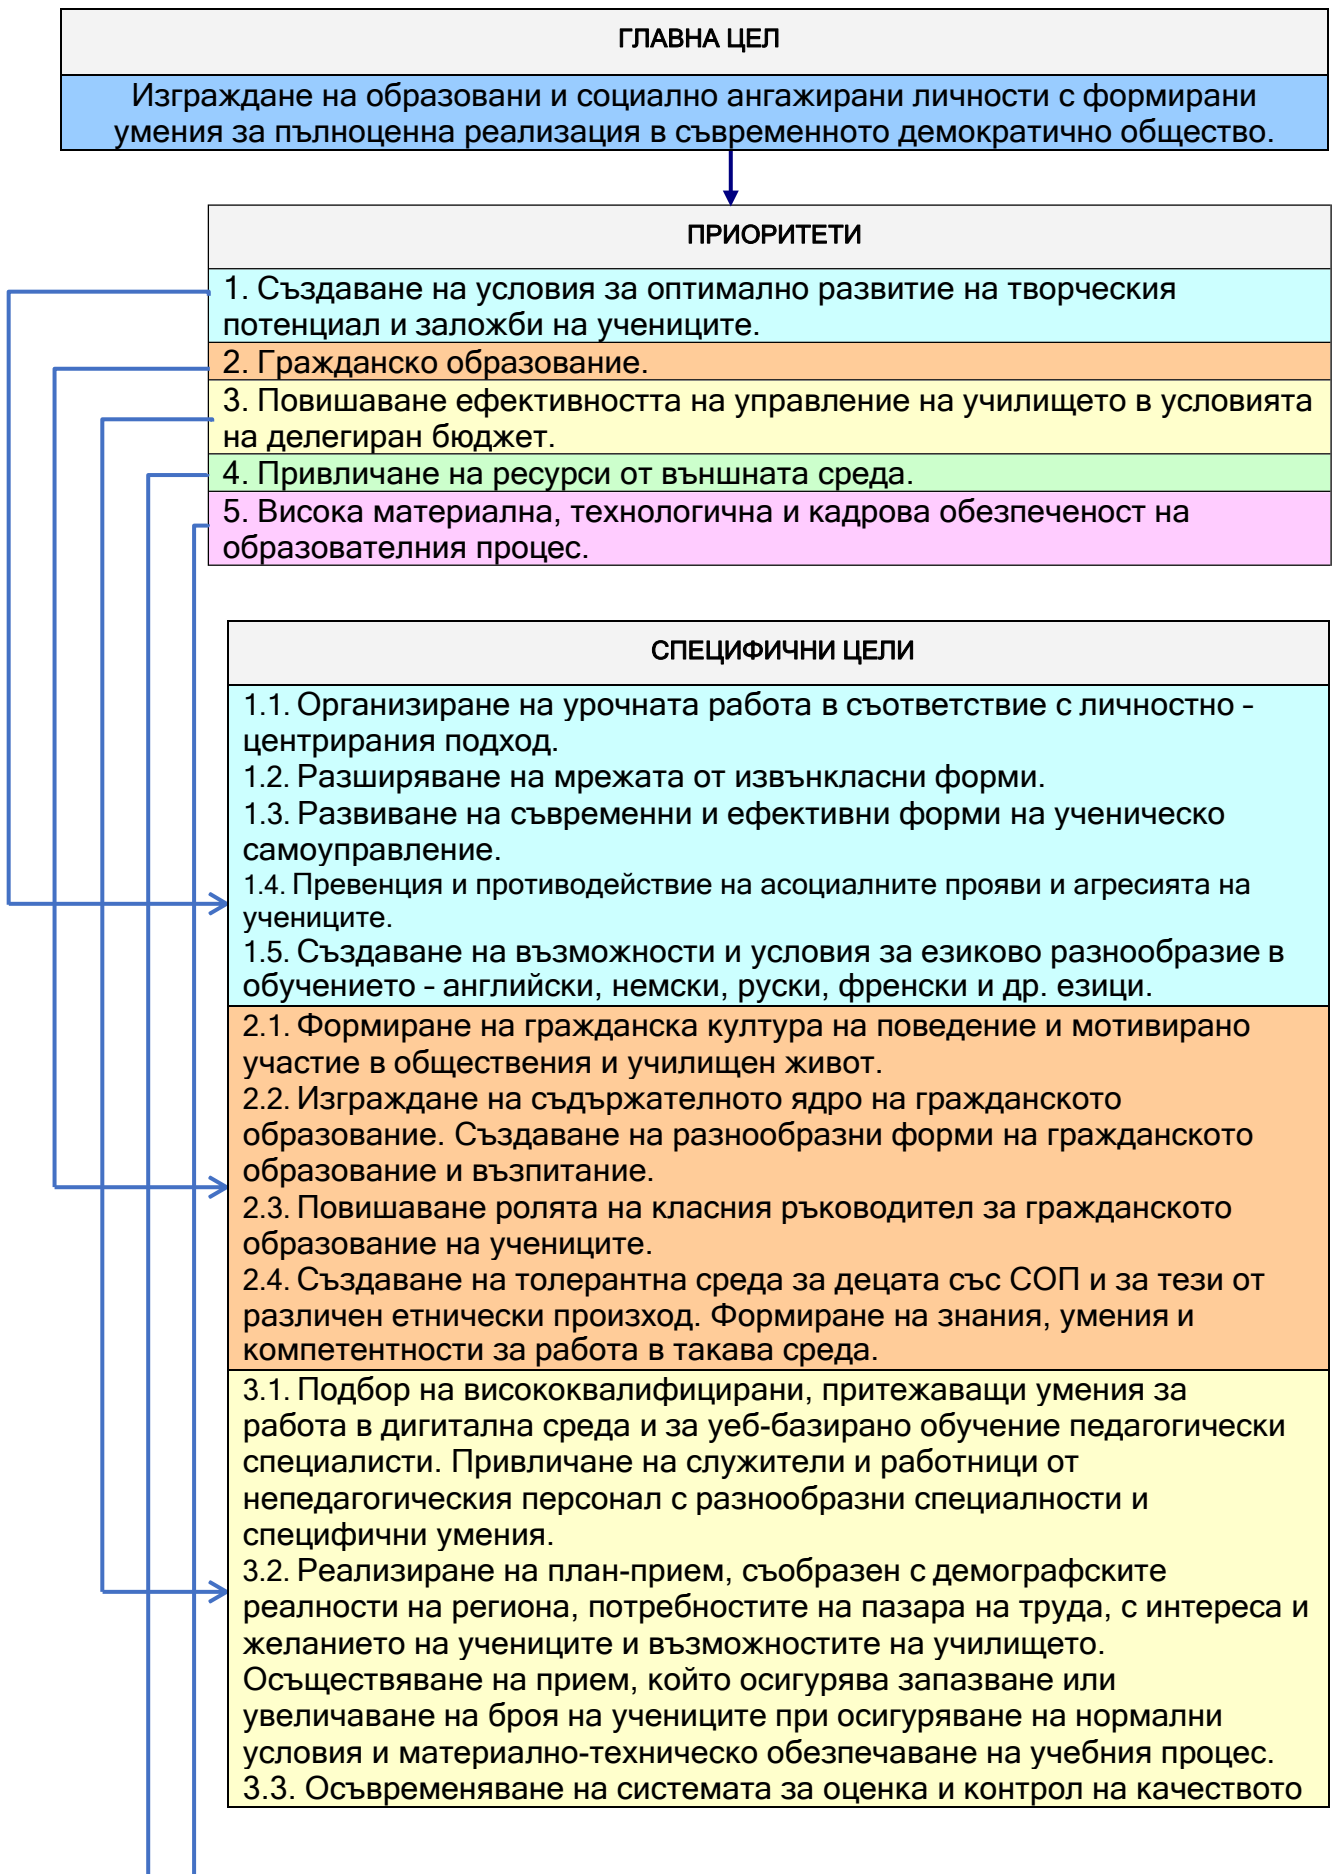 ГЛАВНА ЦЕЛ
Изграждане на образовани и социално ангажирани личности с формирани
умения за пълноценна реализация в съвременното демократично общество.
ПРИОРИТЕТИ
1. Създаване на условия за оптимално развитие на творческия
потенциал и заложби на учениците.
2. Гражданско образование.
3. Повишаване ефективността на управление на училището в условията
на делегиран бюджет.
4. Привличане на ресурси от външната среда.
5. Висока материална, технологична и кадрова обезпеченост на
образователния процес.
СПЕЦИФИЧНИ ЦЕЛИ
1.1. Организиране на урочната работа в съответствие с личностно –
центрирания подход.
1.2. Разширяване на мрежата от извънкласни форми.
1.3. Развиване на съвременни и ефективни форми на ученическо
самоуправление.
1.4. Превенция и противодействие на асоциалните прояви и агресията на
учениците.
1.5. Създаване на възможности и условия за езиково разнообразие в
обучението – английски, немски, руски, френски и др. езици.
2.1. Формиране на гражданска култура на поведение и мотивирано
участие в обществения и училищен живот.
2.2. Изграждане на съдържателното ядро на гражданското
образование. Създаване на разнообразни форми на гражданското
образование и възпитание.
2.3. Повишаване ролята на класния ръководител за гражданското
образование на учениците.
2.4. Създаване на толерантна среда за децата със СОП и за тези от
различен етнически произход. Формиране на знания, умения и
компетентности за работа в такава среда.
3.1. Подбор на висококвалифицирани, притежаващи умения за
работа в дигитална среда и за уеб-базирано обучение педагогически
специалисти. Привличане на служители и работници от
непедагогическия персонал с разнообразни специалности и
специфични умения.
3.2. Реализиране на план-прием, съобразен с демографските
реалности на региона, потребностите на пазара на труда, с интереса и
желанието на учениците и възможностите на училището.
Осъществяване на прием, който осигурява запазване или
увеличаване на броя на учениците при осигуряване на нормални
условия и материално-техническо обезпечаване на учебния процес.
3.3. Осъвременяване на системата за оценка и контрол на качеството